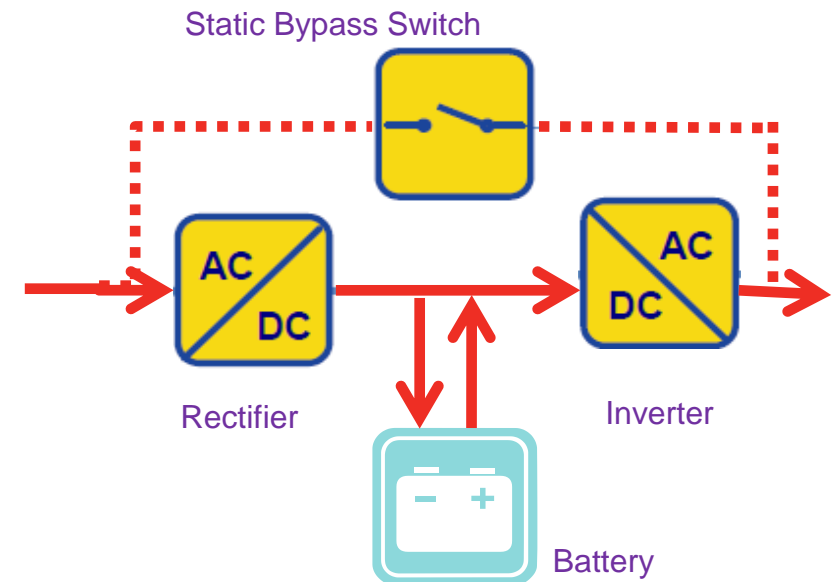 Static Bypass Switch
AC
DC
AC
DC
Rectifier
Inverter
− +
Battery